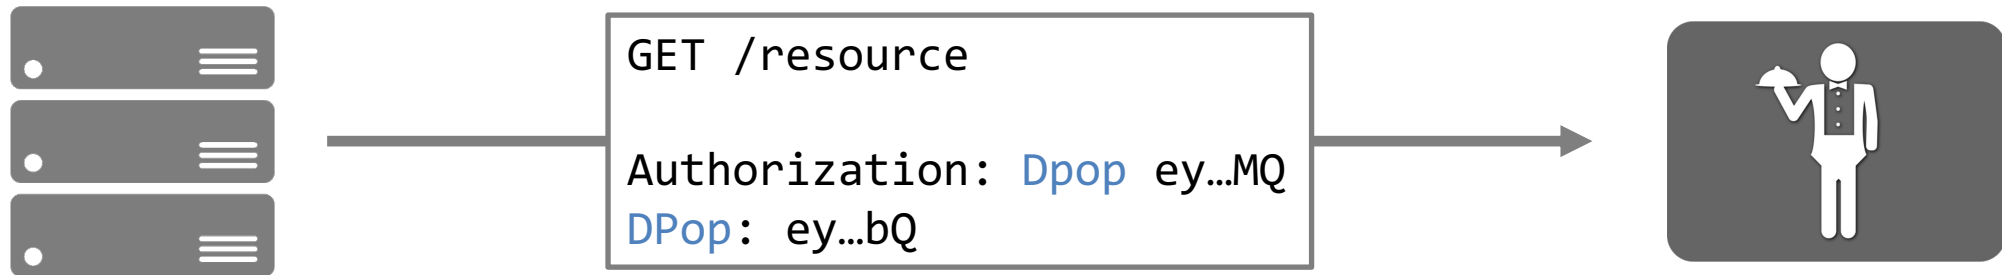 GET /resource
Authorization: Dpop ey…MQ
DPop: ey…bQ